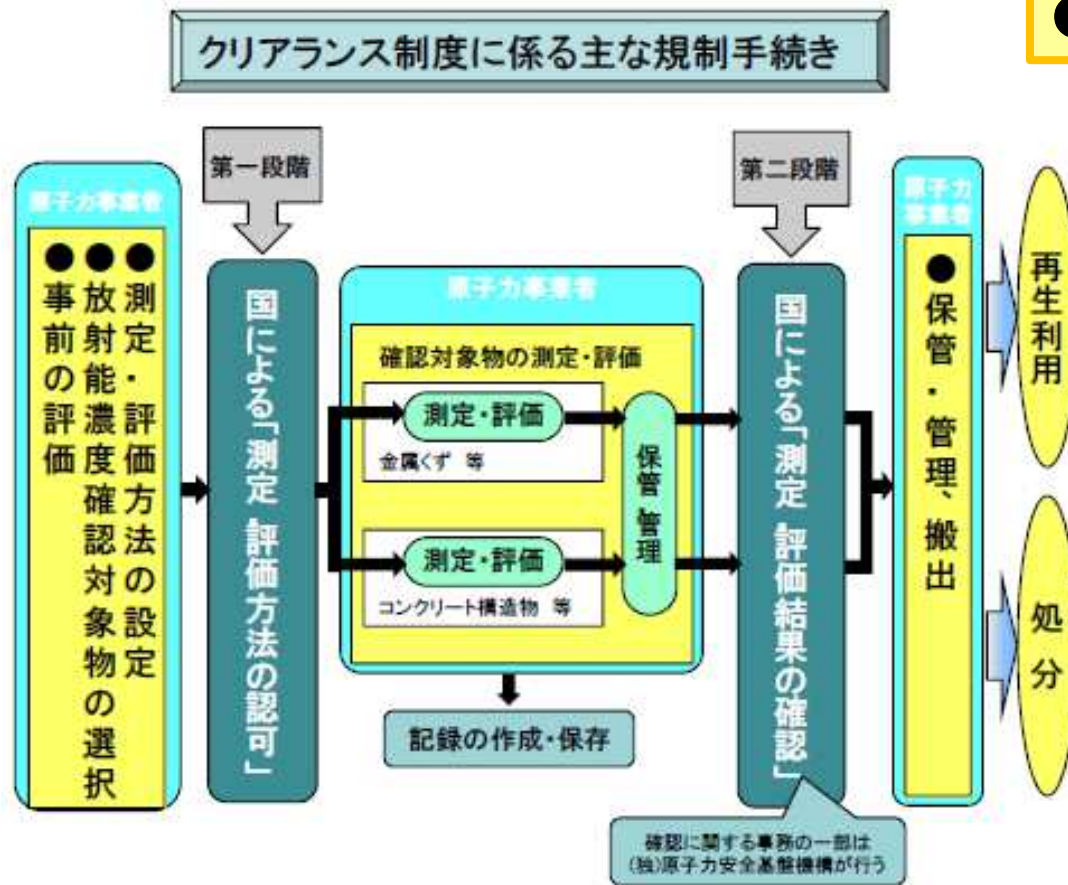 クリアランス制度に係る主な規制手続き
●
第一段階
第二段階
原子力事業者
●測定・評価方法の設定
●放射能濃度確認対象物の選択
●事前の評価
国による「測定・評価方法の認可」
原子力事業者
確認対象物の測定・評価
測定・評価
金属くず 等
測定・評価
コンクリート構造物 等
保管・管理
記録の作成・保存
国による「測定・評価結果の確認」
確認に関する事務の一部は
(独)原子力安全基盤機構が行う
原子力
事業者
●保管・管理、搬出
再生利用
処分